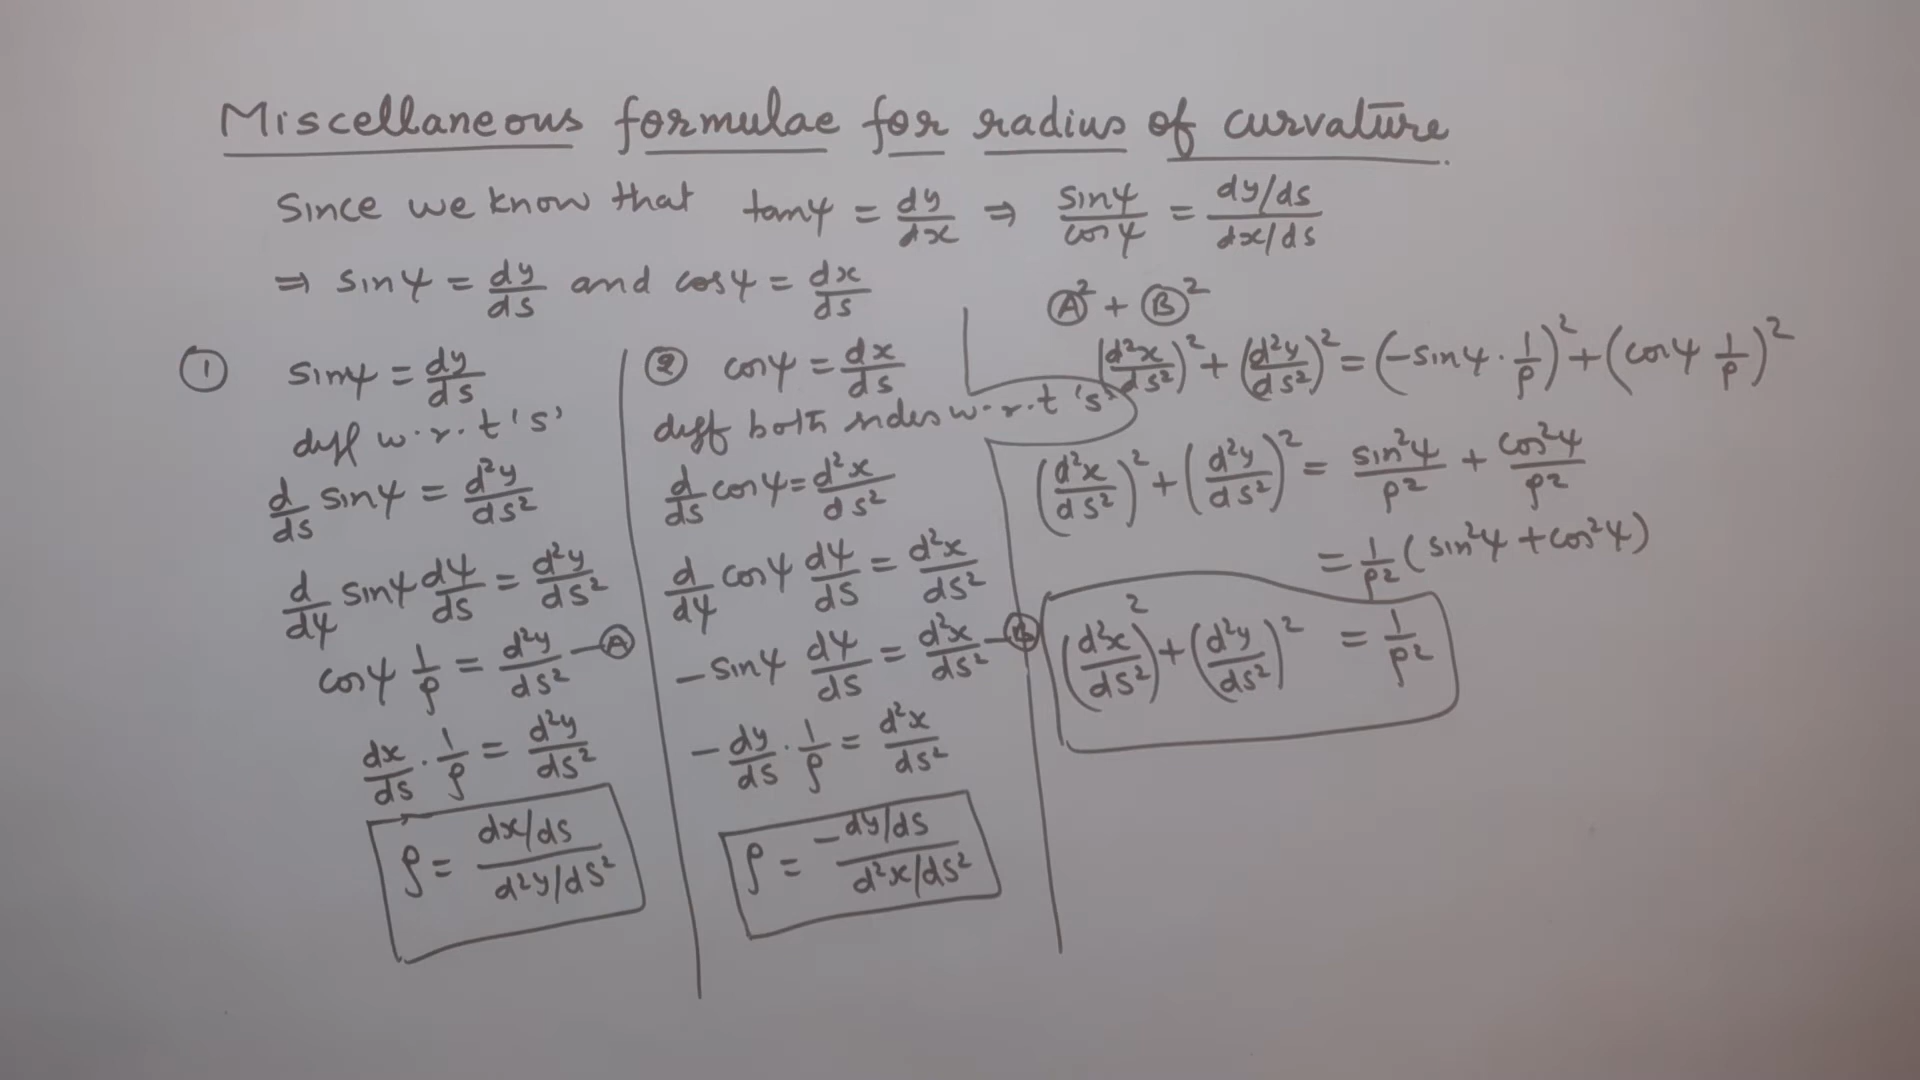 Miscellaneous formulae for radius of curvature.
Since we know that tanψ = dy/dx ⇒ sinψ/cosψ = (dy/ds)/(dx/ds)
⇒ sinψ = dy/ds and cosψ = dx/ds
① sinψ = dy/ds
diff w.r.t 's'
d/ds sinψ = d²y/ds²
d/dψ sinψ dψ/ds = d²y/ds²
cosψ 1/ρ = d²y/ds² — Ⓐ
dx/ds · 1/ρ = d²y/ds²
ρ = (dx/ds)/(d²y/ds²)
② cosψ = dx/ds
diff both sides w.r.t 's'
d/ds cosψ = d²x/ds²
d/dψ cosψ dψ/ds = d²x/ds²
−sinψ dψ/ds = d²x/ds² — Ⓑ
−dy/ds · 1/ρ = d²x/ds²
ρ = (−dy/ds)/(d²x/ds²)
Ⓐ² + Ⓑ²
(d²x/ds²)² + (d²y/ds²)² = (−sinψ · 1/ρ)² + (cosψ 1/ρ)²
(d²x/ds²)² + (d²y/ds²)² = sin²ψ/ρ² + cos²ψ/ρ²
= 1/ρ² (sin²ψ + cos²ψ)
(d²x/ds²)² + (d²y/ds²)² = 1/ρ²